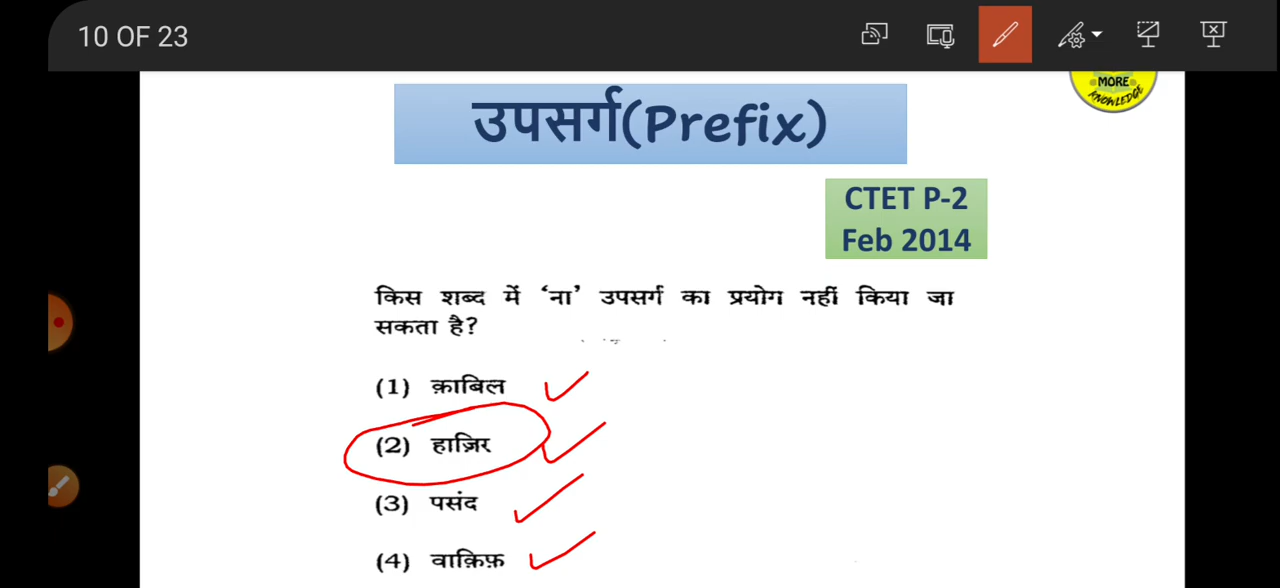 10 OF 23
MORE
KNOWLEDGE
उपसर्ग(Prefix)
CTET P-2
Feb 2014
किस शब्द में ‘ना’ उपसर्ग का प्रयोग नहीं किया जा
सकता है?
(1) क़ाबिल
(2) हाज़िर
(3) पसंद
(4) वाक़िफ़